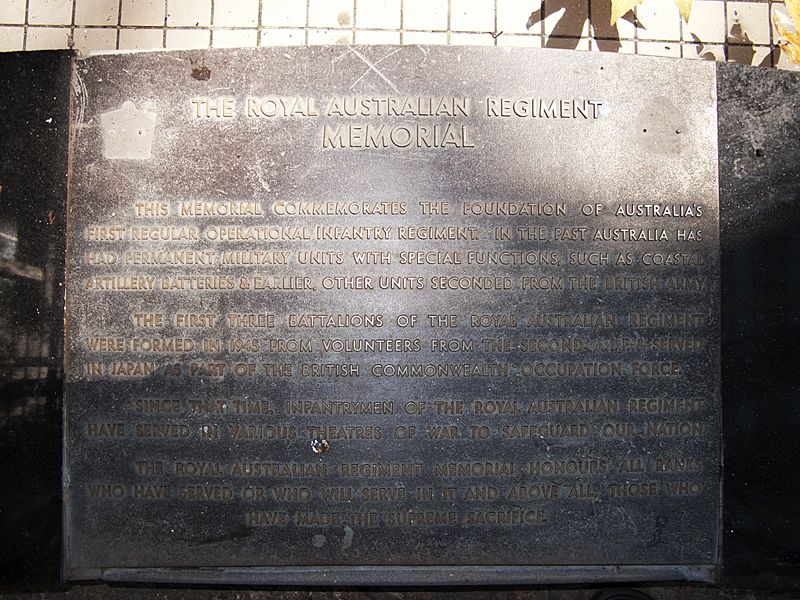 THE ROYAL AUSTRALIAN REGIMENT
MEMORIAL
THIS MEMORIAL COMMEMORATES THE FOUNDATION OF AUSTRALIA'S
FIRST REGULAR OPERATIONAL INFANTRY REGIMENT. IN THE PAST AUSTRALIA HAS
HAD PERMANENT MILITARY UNITS WITH SPECIAL FUNCTIONS, SUCH AS COASTAL
ARTILLERY BATTERIES & EARLIER, OTHER UNITS SECONDED FROM THE BRITISH ARMY
THE FIRST THREE BATTALIONS OF THE ROYAL AUSTRALIAN REGIMENT
WERE FORMED IN 1945 FROM VOLUNTEERS FROM THE SECOND A.I.F. & SERVED
IN JAPAN AS PART OF THE BRITISH COMMONWEALTH OCCUPATION FORCE.
SINCE THAT TIME, INFANTRYMEN OF THE ROYAL AUSTRALIAN REGIMENT
HAVE SERVED IN VARIOUS THEATRES OF WAR TO SAFEGUARD OUR NATION
THE ROYAL AUSTRALIAN REGIMENT MEMORIAL HONOURS ALL RANKS
WHO HAVE SERVED OR WHO WILL SERVE IN IT AND ABOVE ALL, THOSE WHO
HAVE MADE THE SUPREME SACRIFICE.